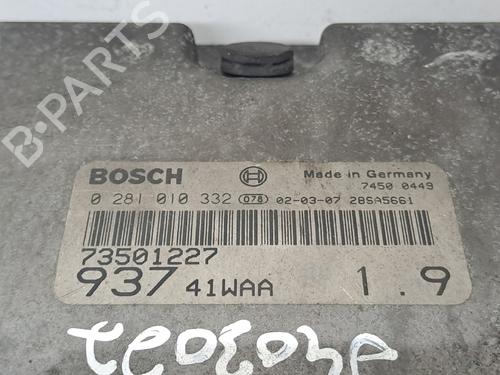 B-PARTS
BOSCH
Made in Germany
7450 0449
0 281 010 332 078 02-03-07 28SA5661
73501227
937 41WAA 1.9